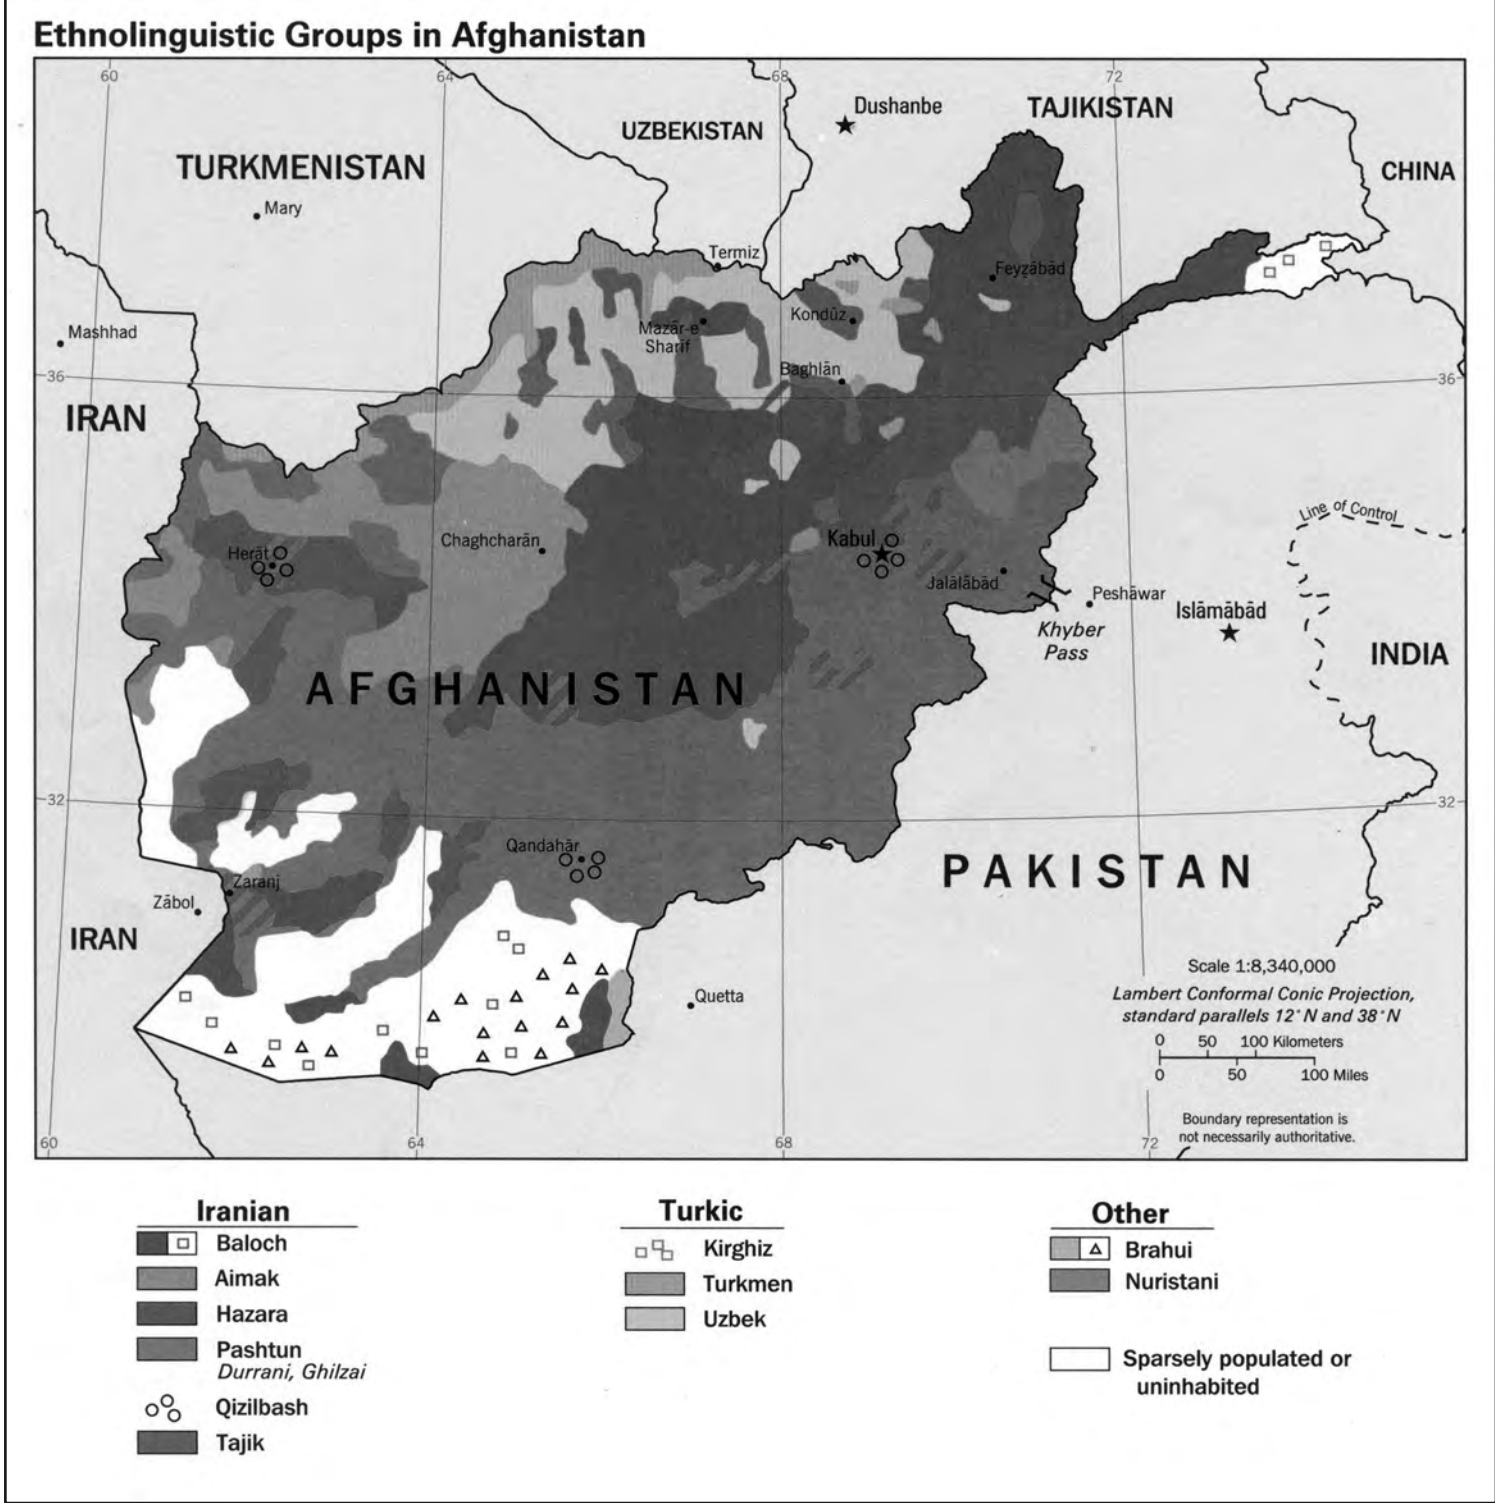 Ethnolinguistic Groups in Afghanistan
60
64
68
72
Dushanbe
TAJIKISTAN
UZBEKISTAN
TURKMENISTAN
CHINA
Mary
Termiz
Feyẕābād
Mashhad
Mazār-e
Sharīf
Kondūz
Baghlān
36
36
IRAN
Line of Control
Chaghcharān
Kabul
Herāt
Jalālābād
Peshāwar
Islāmābād
Khyber
Pass
INDIA
AFGHANISTAN
32
32
Qandahār
PAKISTAN
Zaranj
Zābol
IRAN
Quetta
Scale 1:8,340,000
Lambert Conformal Conic Projection,
standard parallels 12°N and 38°N
0 50 100 Kilometers
0 50 100 Miles
Boundary representation is
not necessarily authoritative.
60
64
68
72
Iranian
Baloch
Aimak
Hazara
Pashtun
Durrani, Ghilzai
Qizilbash
Tajik
Turkic
Kirghiz
Turkmen
Uzbek
Other
Brahui
Nuristani
Sparsely populated or
uninhabited